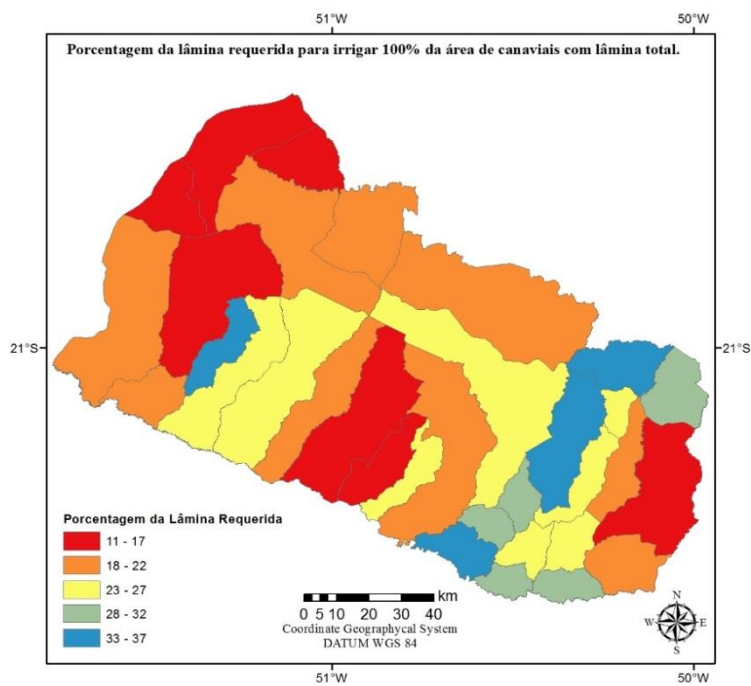 51°W
50°W
Porcentagem da lâmina requerida para irrigar 100% da área de canaviais com lâmina total.
21°S
21°S
Porcentagem da Lâmina Requerida
11 - 17
18 - 22
23 - 27
28 - 32
33 - 37
km
0 5 10 20 30 40
Coordinate Geographycal System
DATUM WGS 84
N
W E
S
51°W
50°W